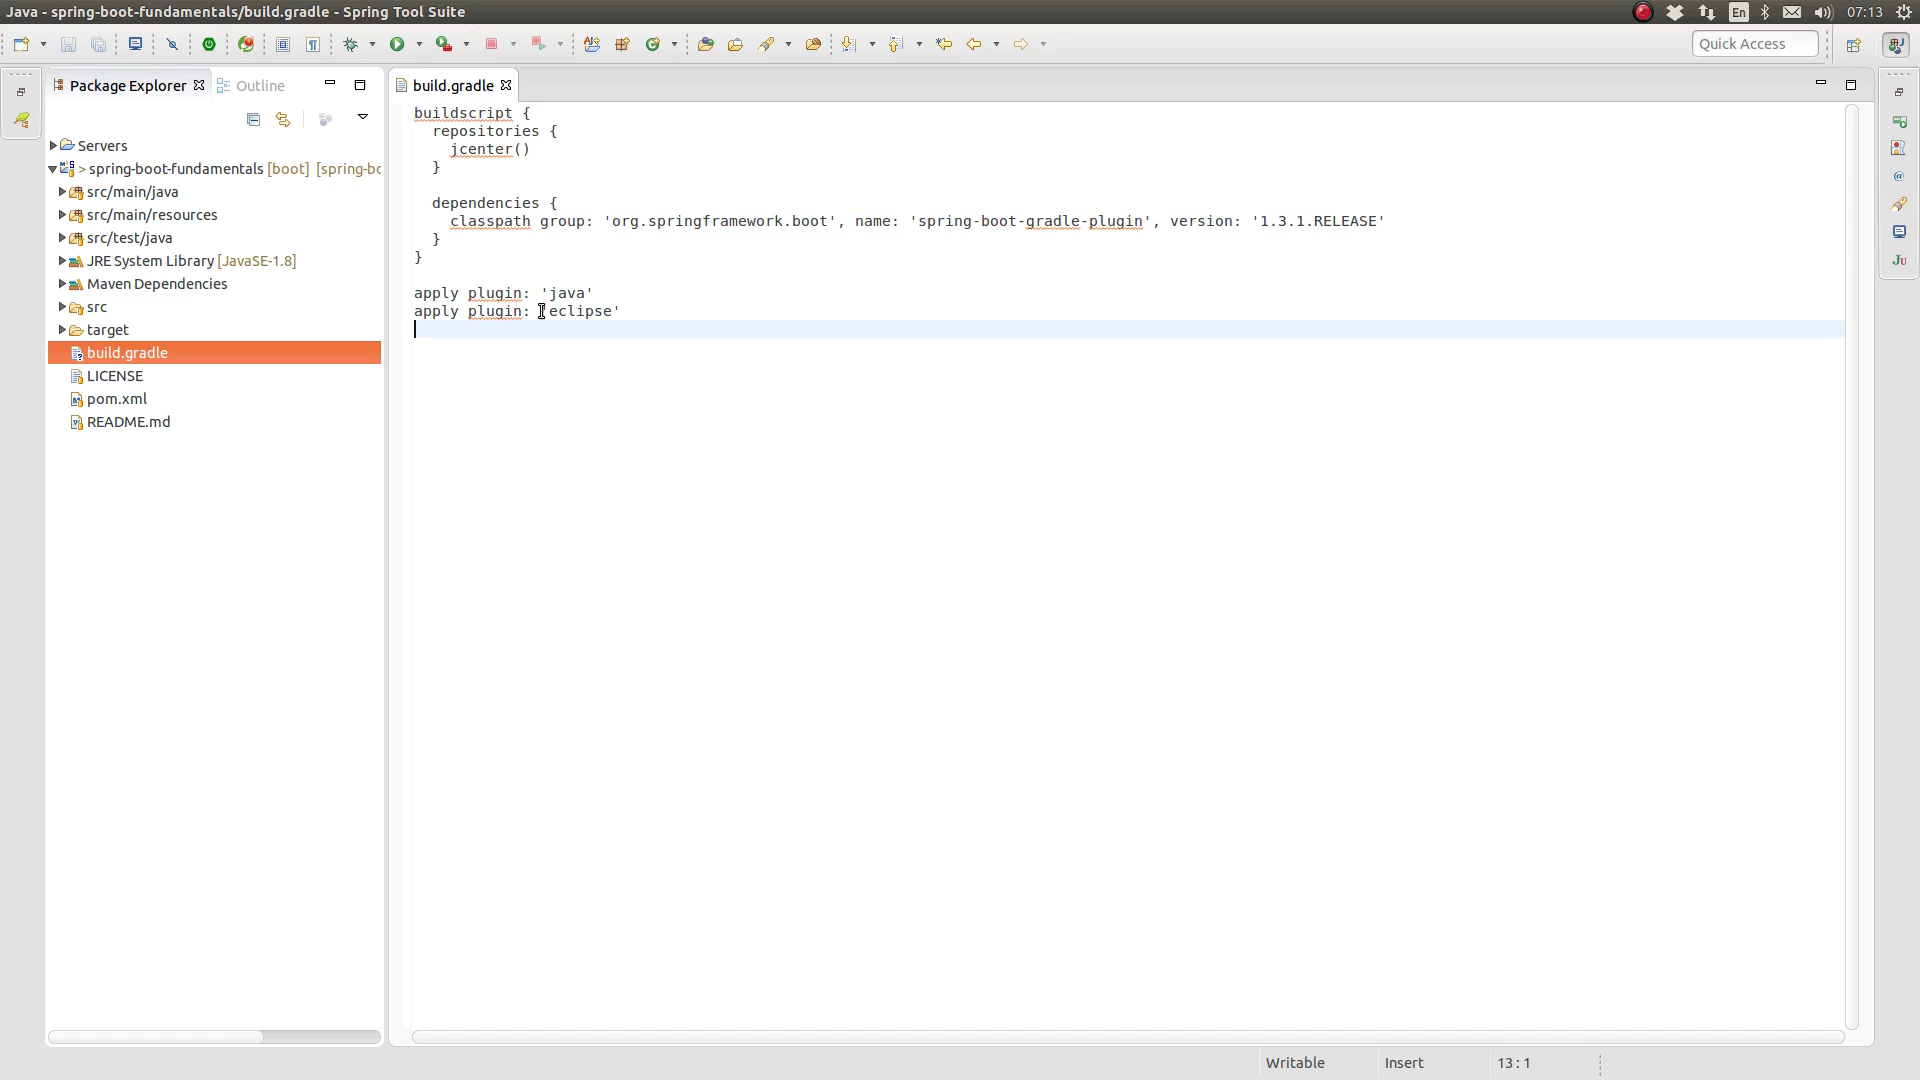 Java - spring-boot-fundamentals/build.gradle - Spring Tool Suite
En
07:13
Quick Access
Package Explorer
Outline
build.gradle
Servers
> spring-boot-fundamentals [boot] [spring-bo
src/main/java
src/main/resources
src/test/java
JRE System Library [JavaSE-1.8]
Maven Dependencies
src
target
build.gradle
LICENSE
pom.xml
README.md
buildscript {
repositories {
jcenter()
}
dependencies {
classpath group: 'org.springframework.boot', name: 'spring-boot-gradle-plugin', version: '1.3.1.RELEASE'
}
}
apply plugin: 'java'
apply plugin: 'eclipse'
Writable
Insert
13 : 1